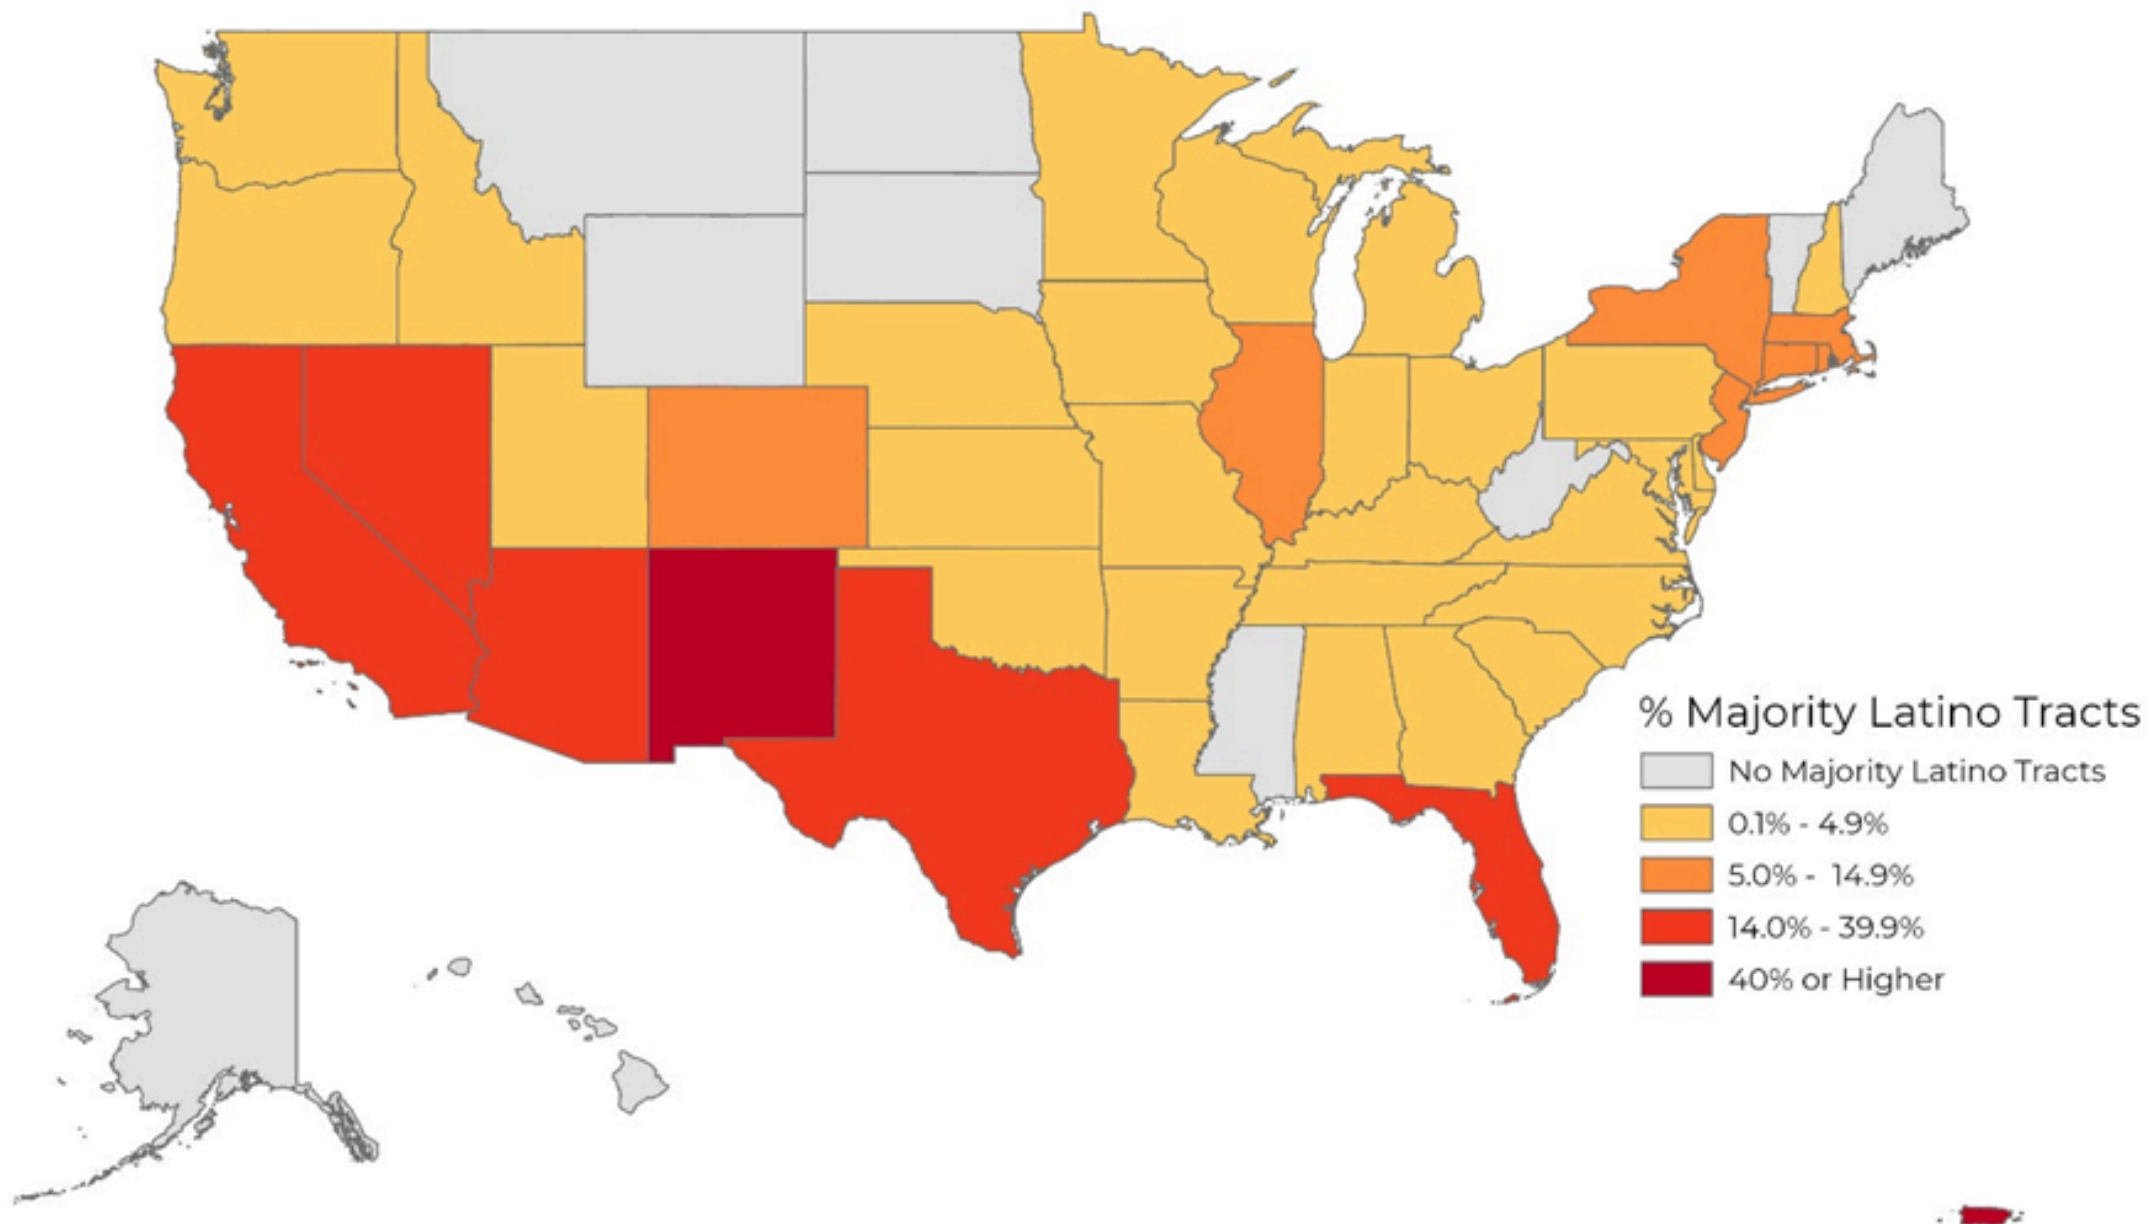 % Majority Latino Tracts
No Majority Latino Tracts
0.1% - 4.9%
5.0% - 14.9%
14.0% - 39.9%
40% or Higher